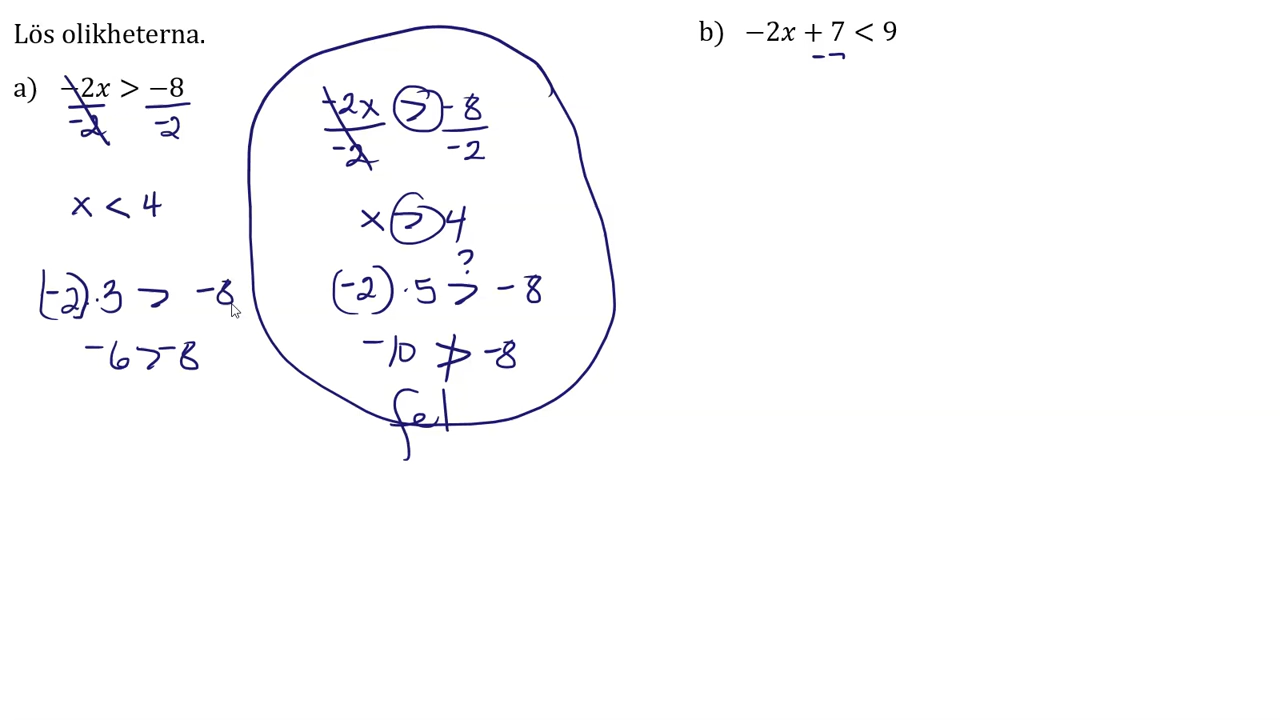 Lös olikheterna.
a) −2x > −8
-2 -2
x < 4
(-2)·3 > -8
-6 > -8
-2x > -8
-2 -2
x > 4
?
(-2)·5 > -8
-10 ≯ -8
fel
b) −2x + 7 < 9
-7